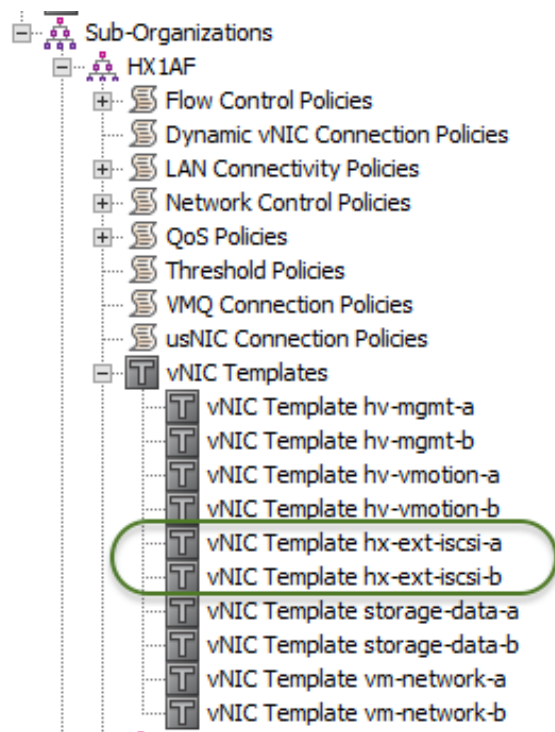 Sub-Organizations
HX1AF
Flow Control Policies
Dynamic vNIC Connection Policies
LAN Connectivity Policies
Network Control Policies
QoS Policies
Threshold Policies
VMQ Connection Policies
usNIC Connection Policies
vNIC Templates
vNIC Template hv-mgmt-a
vNIC Template hv-mgmt-b
vNIC Template hv-vmotion-a
vNIC Template hv-vmotion-b
vNIC Template hx-ext-iscsi-a
vNIC Template hx-ext-iscsi-b
vNIC Template storage-data-a
vNIC Template storage-data-b
vNIC Template vm-network-a
vNIC Template vm-network-b